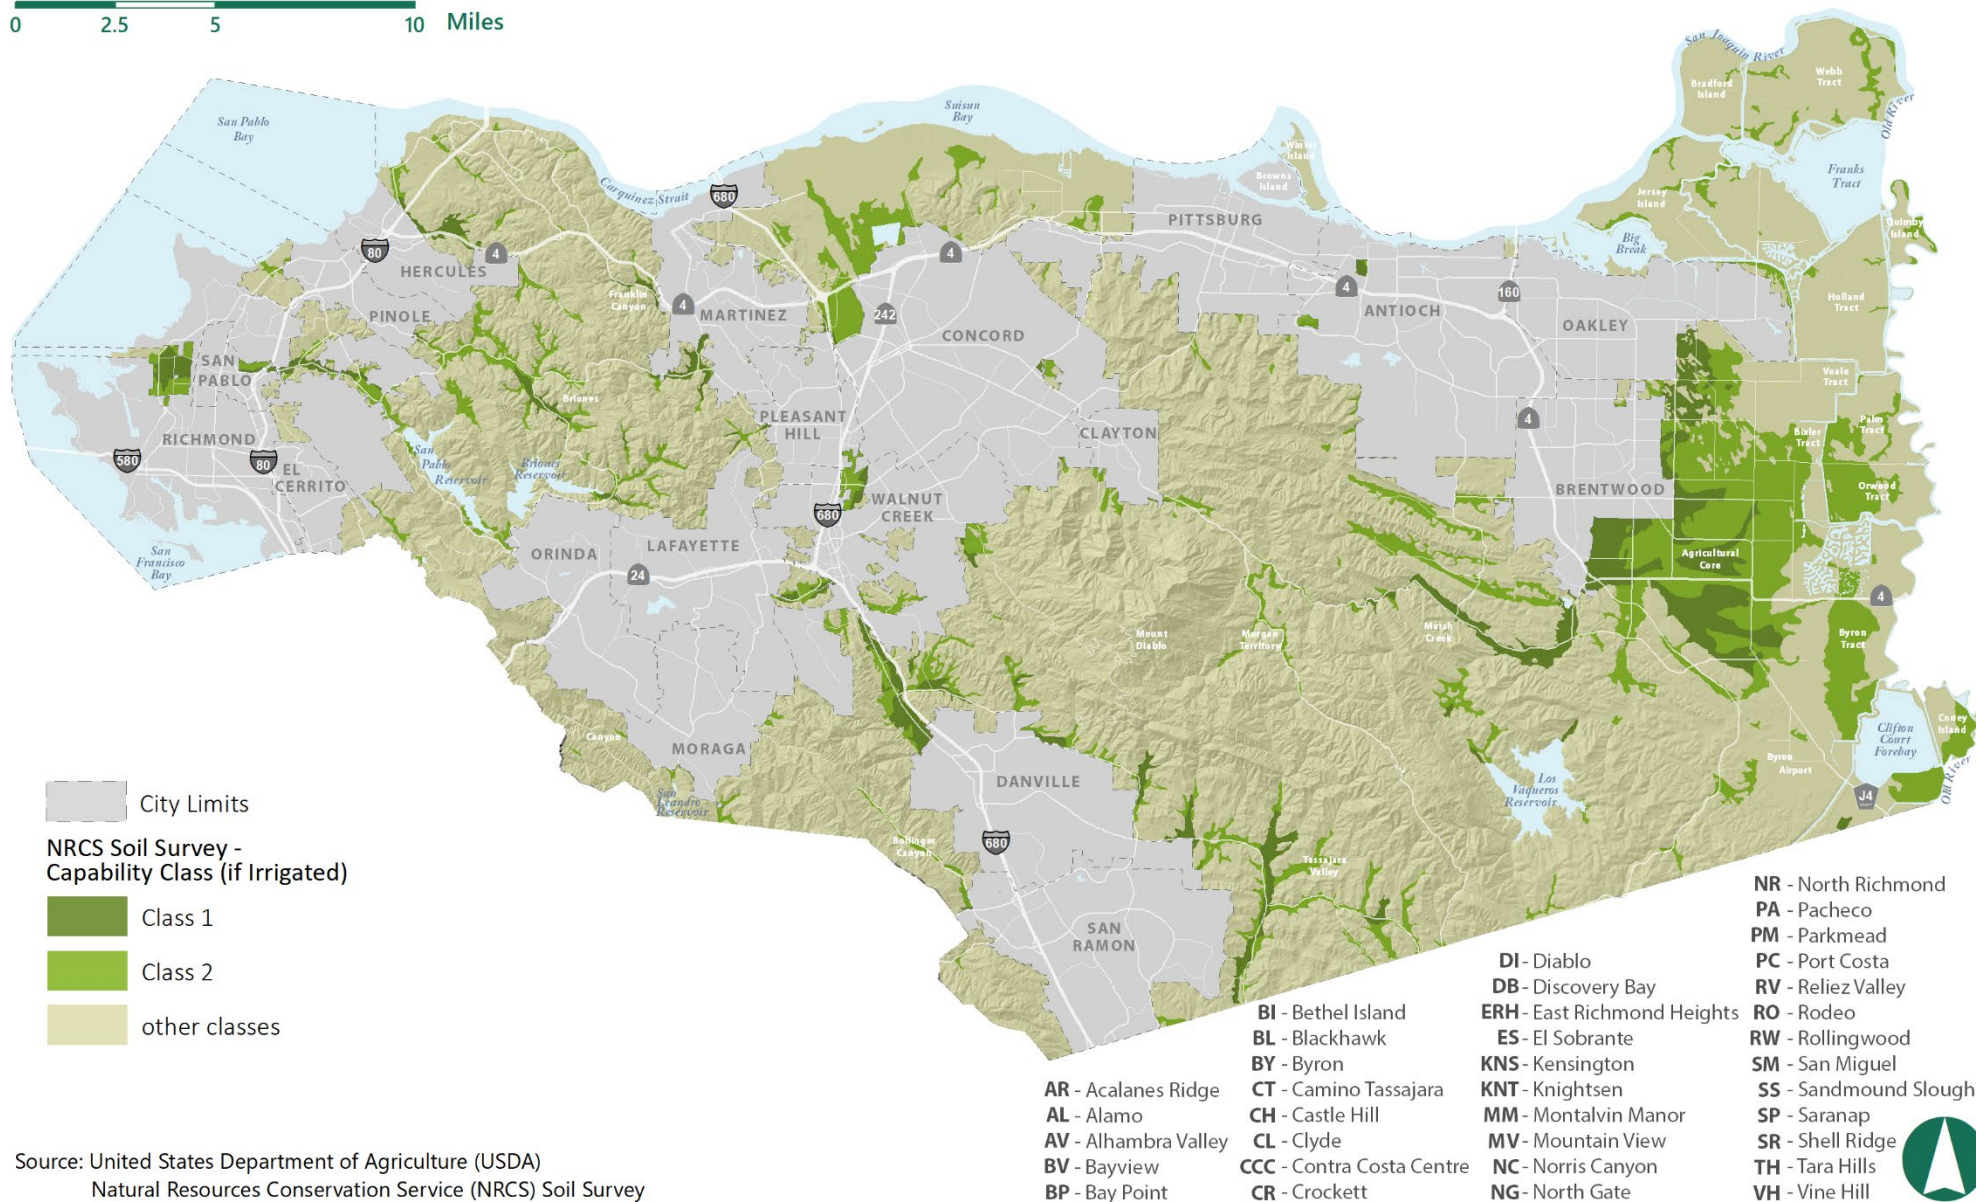 0 2.5 5 10 Miles
San Joaquin River
Webb
Tract
Bradford
Island
Old River
San Pablo
Bay
Suisun
Bay
Winter
Island
Browns
Island
Franks
Tract
Carquinez Strait
680
Jersey
Island
Quimby
Island
PITTSBURG
Big
Break
80
4
4
HERCULES
Franklin
Canyon
4
4
160
Holland
Tract
PINOLE
MARTINEZ
242
ANTIOCH
OAKLEY
CONCORD
SAN
PABLO
Veale
Tract
Briones
PLEASANT
HILL
4
Palm
Tract
RICHMOND
CLAYTON
Bixler
Tract
580
80
EL
CERRITO
San
Pablo
Reservoir
Briones
Reservoir
WALNUT
CREEK
BRENTWOOD
Orwood
Tract
680
San
Francisco
Bay
ORINDA
LAFAYETTE
Agricultural
Core
24
4
Mount
Diablo
Morgan
Territory
Marsh
Creek
Byron
Tract
Canyon
MORAGA
Clifton
Court
Forebay
Coney
Island
DANVILLE
Byron
Airport
Los
Vaqueros
Reservoir
San
Leandro
Reservoir
J4
Old River
680
Bollinger
Canyon
Tassajara
Valley
SAN
RAMON
City Limits
NRCS Soil Survey -
Capability Class (if Irrigated)
Class 1
Class 2
other classes
AR - Acalanes Ridge
AL - Alamo
AV - Alhambra Valley
BV - Bayview
BP - Bay Point
BI - Bethel Island
BL - Blackhawk
BY - Byron
CT - Camino Tassajara
CH - Castle Hill
CL - Clyde
CCC - Contra Costa Centre
CR - Crockett
DI - Diablo
DB - Discovery Bay
ERH - East Richmond Heights
ES - El Sobrante
KNS - Kensington
KNT - Knightsen
MM - Montalvin Manor
MV - Mountain View
NC - Norris Canyon
NG - North Gate
NR - North Richmond
PA - Pacheco
PM - Parkmead
PC - Port Costa
RV - Reliez Valley
RO - Rodeo
RW - Rollingwood
SM - San Miguel
SS - Sandmound Slough
SP - Saranap
SR - Shell Ridge
TH - Tara Hills
VH - Vine Hill
Source: United States Department of Agriculture (USDA)
Natural Resources Conservation Service (NRCS) Soil Survey